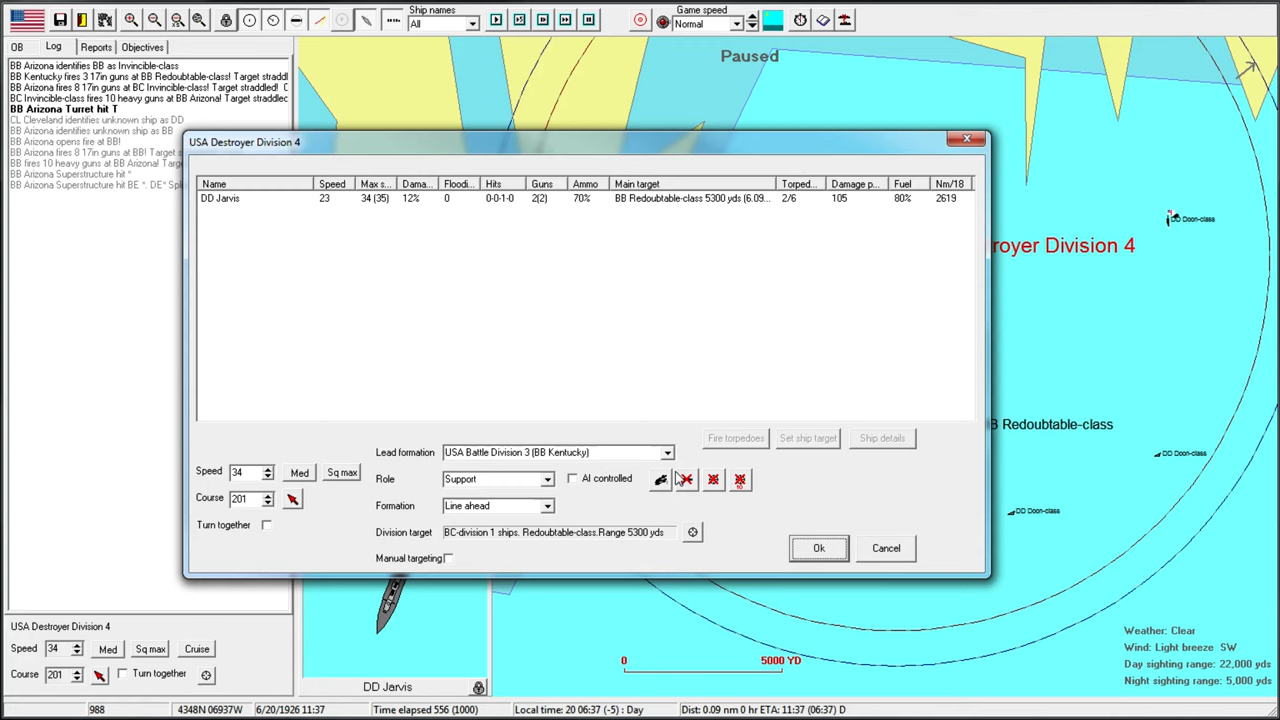 Ship names
All
Game speed
Normal
OB
Log
Reports
Objectives
BB Arizona identifies BB as Invincible-class
BB Kentucky fires 3 17in guns at BB Redoubtable-class! Target straddled!
BB Arizona fires 8 17in guns at BC Invincible-class! Target straddled!
BC Invincible-class fires 10 heavy guns at BB Arizona! Target straddled
BB Arizona Turret hit T
CL Cleveland identifies unknown ship as DD
BB Arizona identifies unknown ship as BB
BB Arizona opens fire at BB!
BB Arizona fires 8 17in guns at BB! Target s
BB fires 10 heavy guns at BB Arizona! Target
BB Arizona Superstructure hit *
BB Arizona Superstructure hit BE *. DE* Spl
Paused
USA Destroyer Division 4
Name
Speed
Max s...
Dama...
Floodi...
Hits
Guns
Ammo
Main target
Torped...
Damage p...
Fuel
Nm/18
DD Jarvis
23
34 (35)
12%
0
0-0-1-0
2(2)
70%
BB Redoubtable-class 5300 yds (6.09...
2/6
105
80%
2619
DD Doon-class
royer Division 4
Redoubtable-class
DD Doon-class
DD Doon-class
Lead formation
USA Battle Division 3 (BB Kentucky)
Fire torpedoes
Set ship target
Ship details
Speed
34
Med
Sq max
Role
Support
AI controlled
10
Course
201
Formation
Line ahead
Turn together
Division target
BC-division 1 ships. Redoubtable-class.Range 5300 yds
Manual targeting
Ok
Cancel
USA Destroyer Division 4
Speed
34
Med
Sq max
Cruise
Course
201
Turn together
DD Jarvis
0
5000 YD
Weather: Clear
Wind: Light breeze SW
Day sighting range: 22,000 yds
Night sighting range: 5,000 yds
988
4348N 06937W
6/20/1926 11:37
Time elapsed 556 (1000)
Local time: 20 06:37 (-5) : Day
Dist: 0.09 nm 0 hr ETA: 11:37 (06:37) D